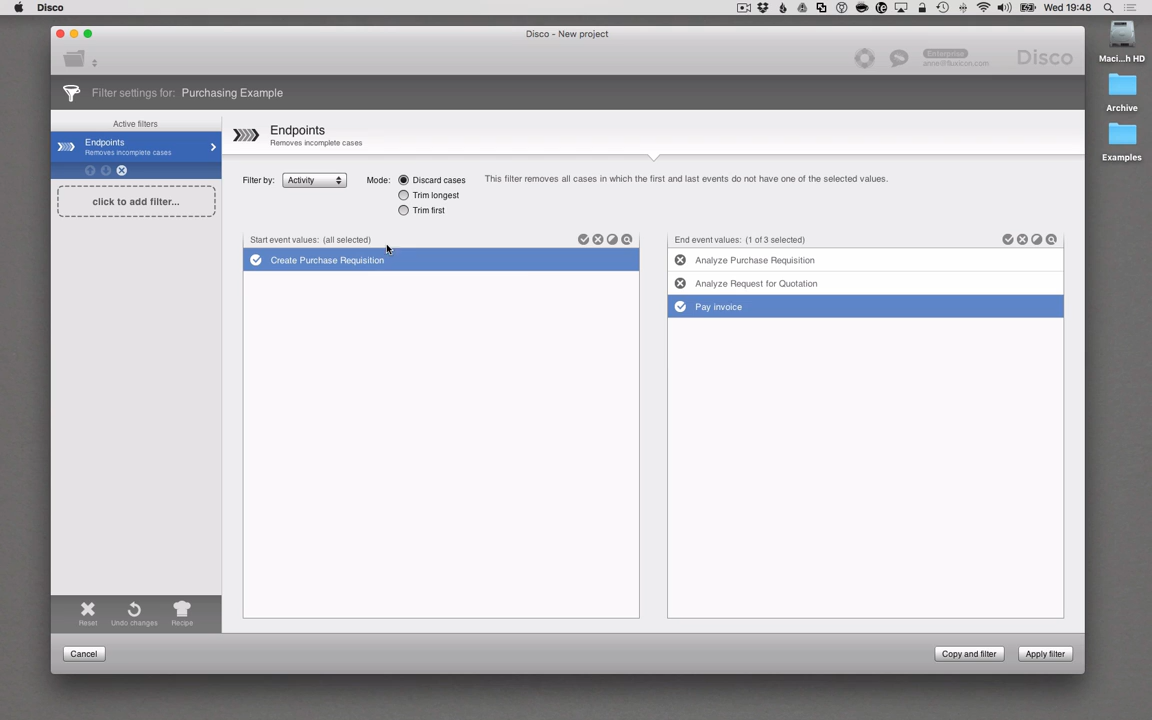 Disco
Wed 19:48
Disco - New project
Enterprise
anne@fluxicon.com
Disco
Filter settings for: Purchasing Example
Active filters
Endpoints
Removes incomplete cases
click to add filter...
Endpoints
Removes incomplete cases
Filter by: Activity
Mode: Discard cases
Trim longest
Trim first
This filter removes all cases in which the first and last events do not have one of the selected values.
Start event values: (all selected)
Create Purchase Requisition
End event values: (1 of 3 selected)
Analyze Purchase Requisition
Analyze Request for Quotation
Pay invoice
Reset
Undo changes
Recipe
Cancel
Copy and filter
Apply filter
Maci...h HD
Archive
Examples